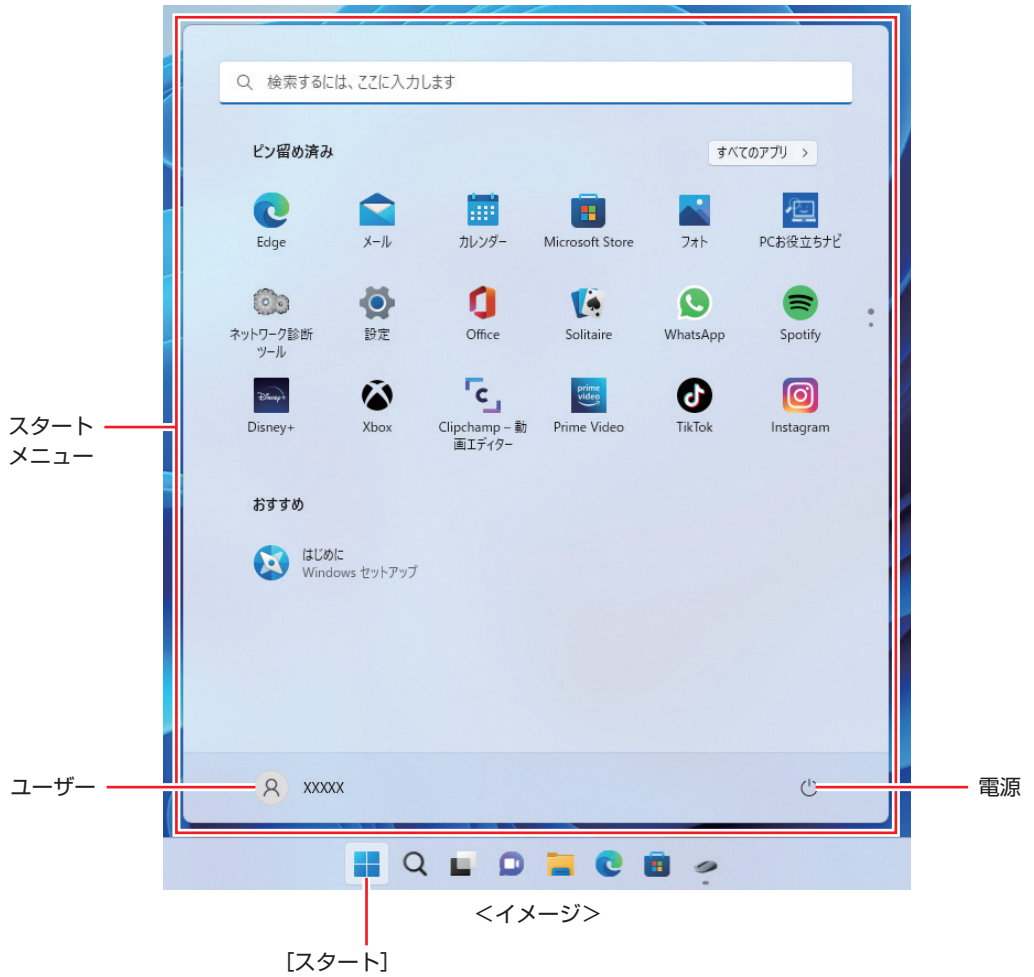 検索するには、ここに入力します
ピン留め済み
すべてのアプリ >
Edge
メール
カレンダー
Microsoft Store
フォト
PCお役立ちナビ
ネットワーク診断
ツール
設定
Office
Solitaire
WhatsApp
Spotify
Disney+
prime
video
Disney+
Xbox
Clipchamp – 動
画エディター
Prime Video
TikTok
Instagram
スタート
メニュー
おすすめ
はじめに
Windows セットアップ
ユーザー
XXXXX
電源
＜イメージ＞
[スタート]